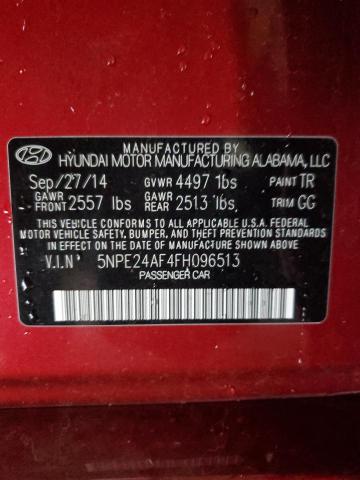 MANUFACTURED BY
HYUNDAI MOTOR MANUFACTURING ALABAMA, LLC
Sep/27/14 GVWR 4497 lbs PAINT TR
GAWR FRONT 2557 lbs GAWR REAR 2513 lbs TRIM GG
THIS VEHICLE CONFORMS TO ALL APPLICABLE U.S.A. FEDERAL
MOTOR VEHICLE SAFETY, BUMPER, AND THEFT PREVENTION
STANDARDS IN EFFECT ON THE DATE OF MANUFACTURE SHOWN ABOVE.
V.I.N 5NPE24AF4FH096513
PASSENGER CAR